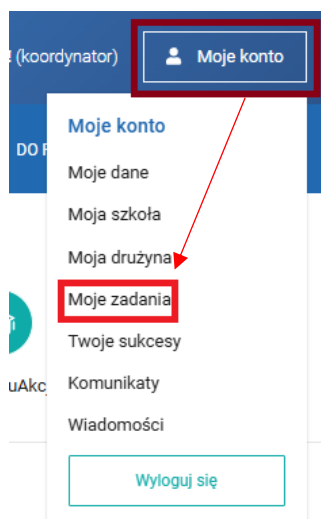 ! (koordynator)
Moje konto
DO
Moje konto
Moje dane
Moja szkoła
Moja drużyna
Moje zadania
Twoje sukcesy
uAkc
Komunikaty
Wiadomości
Wyloguj się